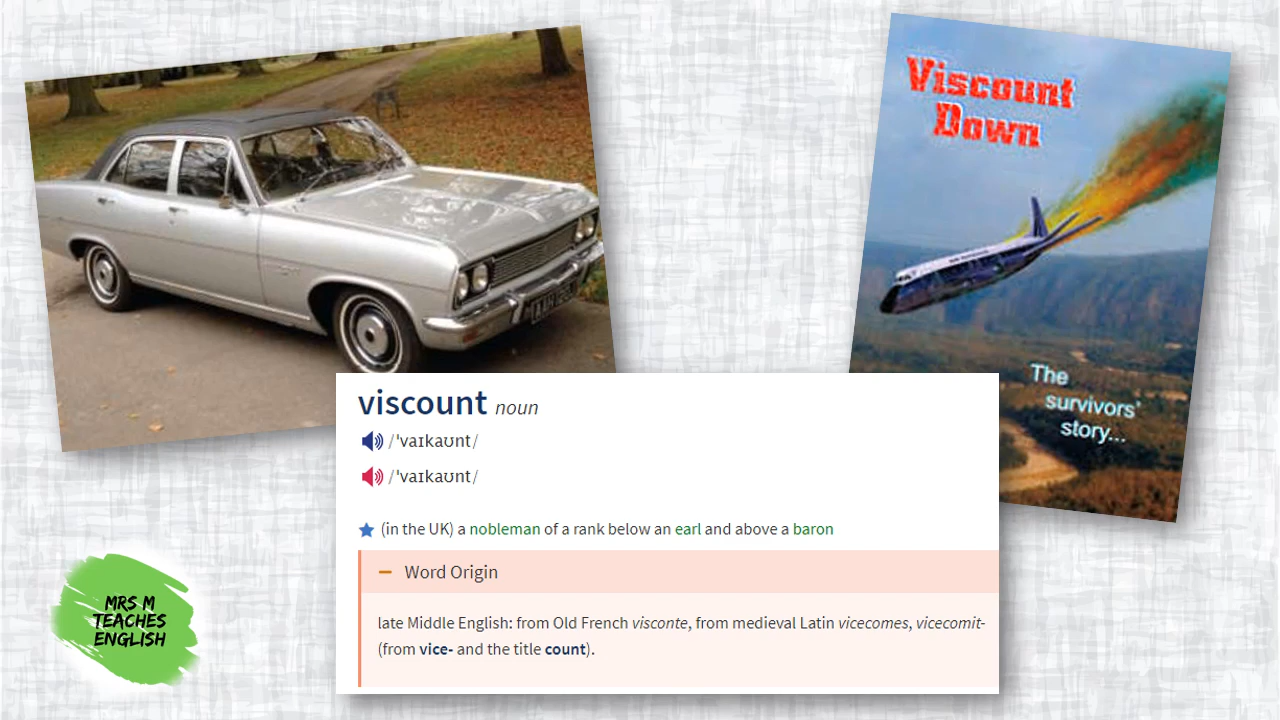 Viscount
Down
The
survivors'
story...
viscount noun
/ˈvaɪkaʊnt/
/ˈvaɪkaʊnt/
(in the UK) a nobleman of a rank below an earl and above a baron
Word Origin
late Middle English: from Old French visconte, from medieval Latin vicecomes, vicecomit-
(from vice- and the title count).
MRS M
TEACHES
ENGLISH